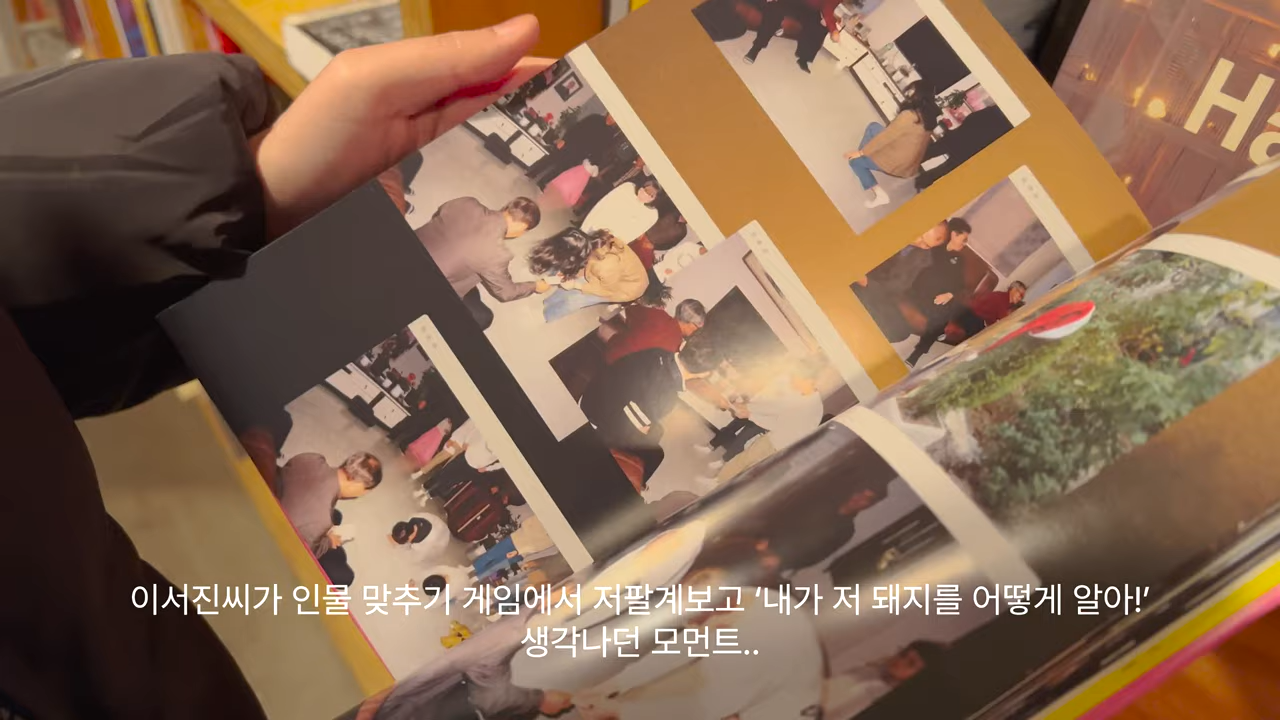 Ha
이서진씨가 인물 맞추기 게임에서 저팔계보고 ‘내가 저 돼지를 어떻게 알아!’
생각나던 모먼트..